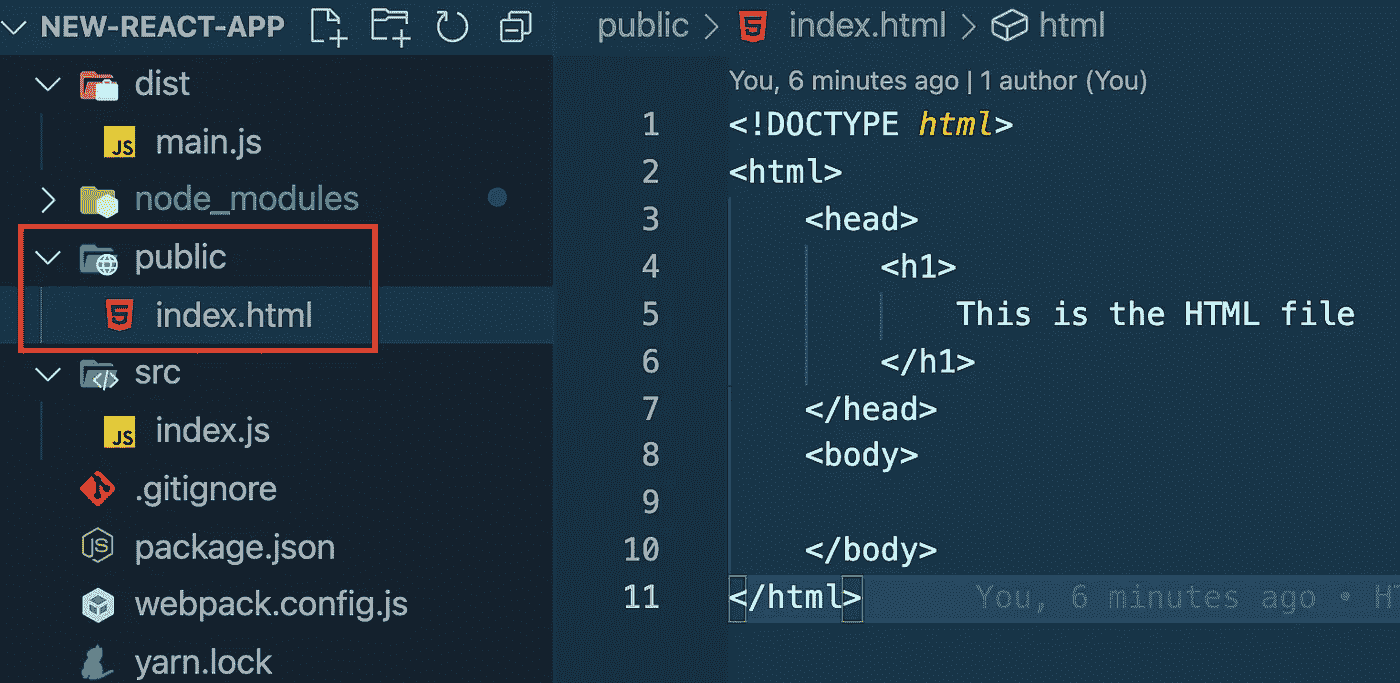 NEW-REACT-APP
dist
JS main.js
node_modules
public
index.html
src
JS index.js
.gitignore
JS package.json
webpack.config.js
yarn.lock
public > 5 index.html > html
You, 6 minutes ago | 1 author (You)
1 <!DOCTYPE html>
2 <html>
3 <head>
4 <h1>
5 This is the HTML file
6 </h1>
7 </head>
8 <body>
9
10 </body>
11 </html> You, 6 minutes ago •